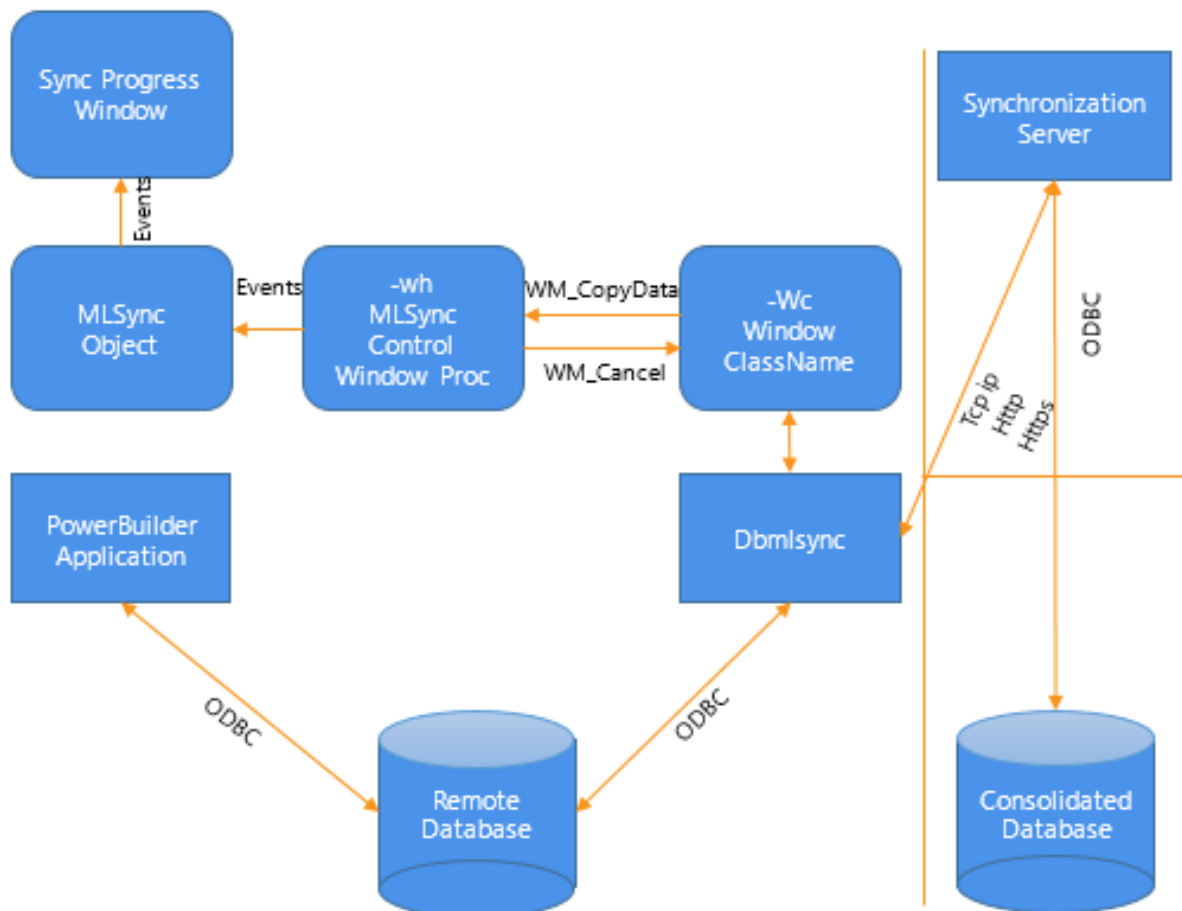 Sync Progress
Window
Synchronization
Server
Events
MLSync
Object
Events
-wh
MLSync
Control
Window Proc
WM_CopyData
WM_Cancel
-Wc
Window
ClassName
ODBC
Tcp ip
Http
Https
PowerBuilder
Application
Dbmlsync
ODBC
ODBC
Remote
Database
Consolidated
Database